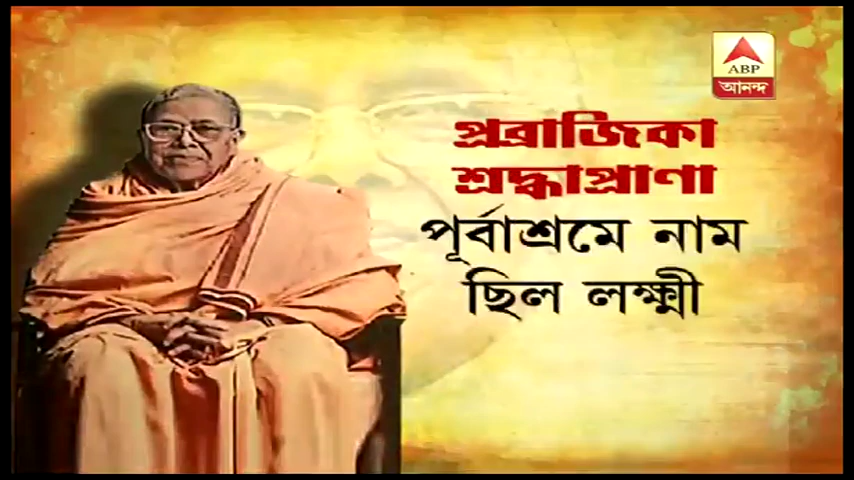 ABP
আনন্দ
প্রব্রাজিকা
শ্রদ্ধাপ্রাণা
পূর্বাশ্রমে নাম
ছিল লক্ষ্মী